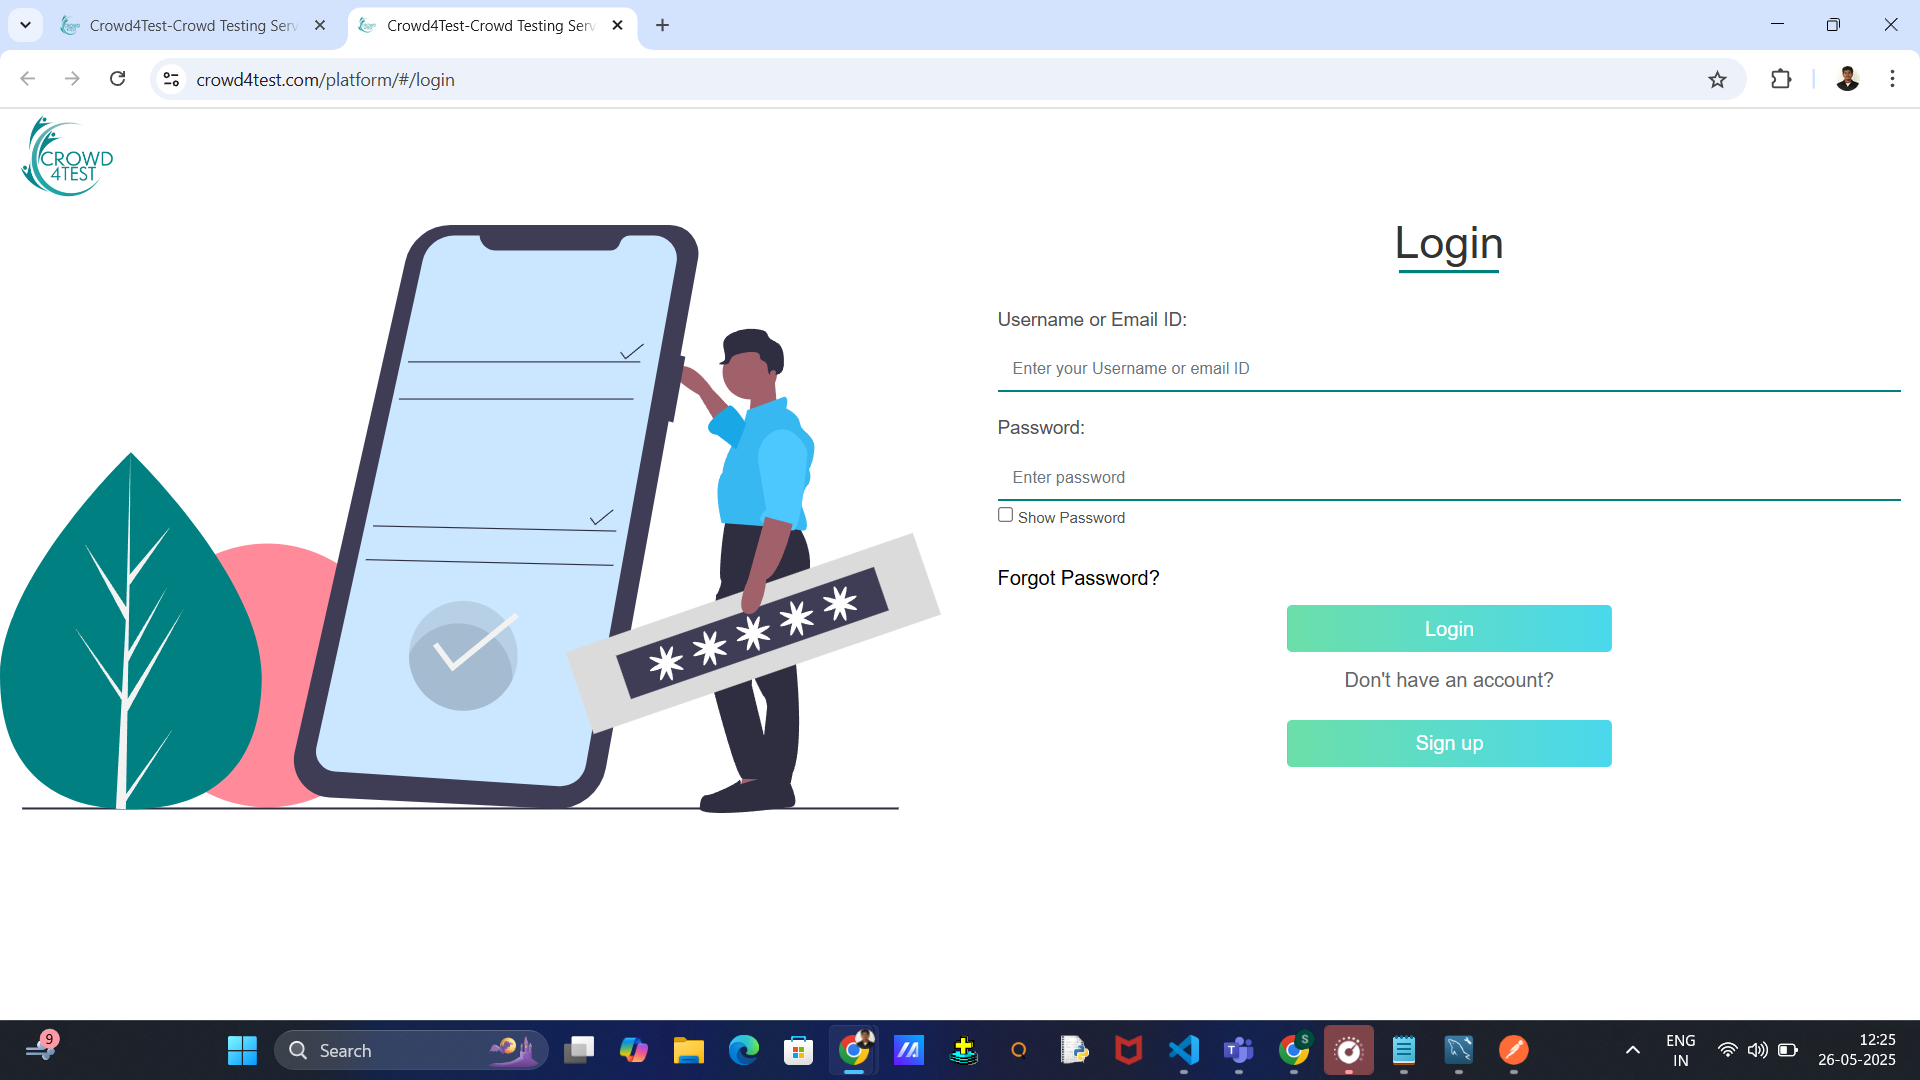 Crowd4Test-Crowd Testing Serv
Crowd4Test-Crowd Testing Serv
crowd4test.com/platform/#/login
CROWD
4TEST
Login
Username or Email ID:
Enter your Username or email ID
Password:
Enter password
Show Password
Forgot Password?
Login
Don't have an account?
Sign up
9
Search
S
ENG
IN
12:25
26-05-2025